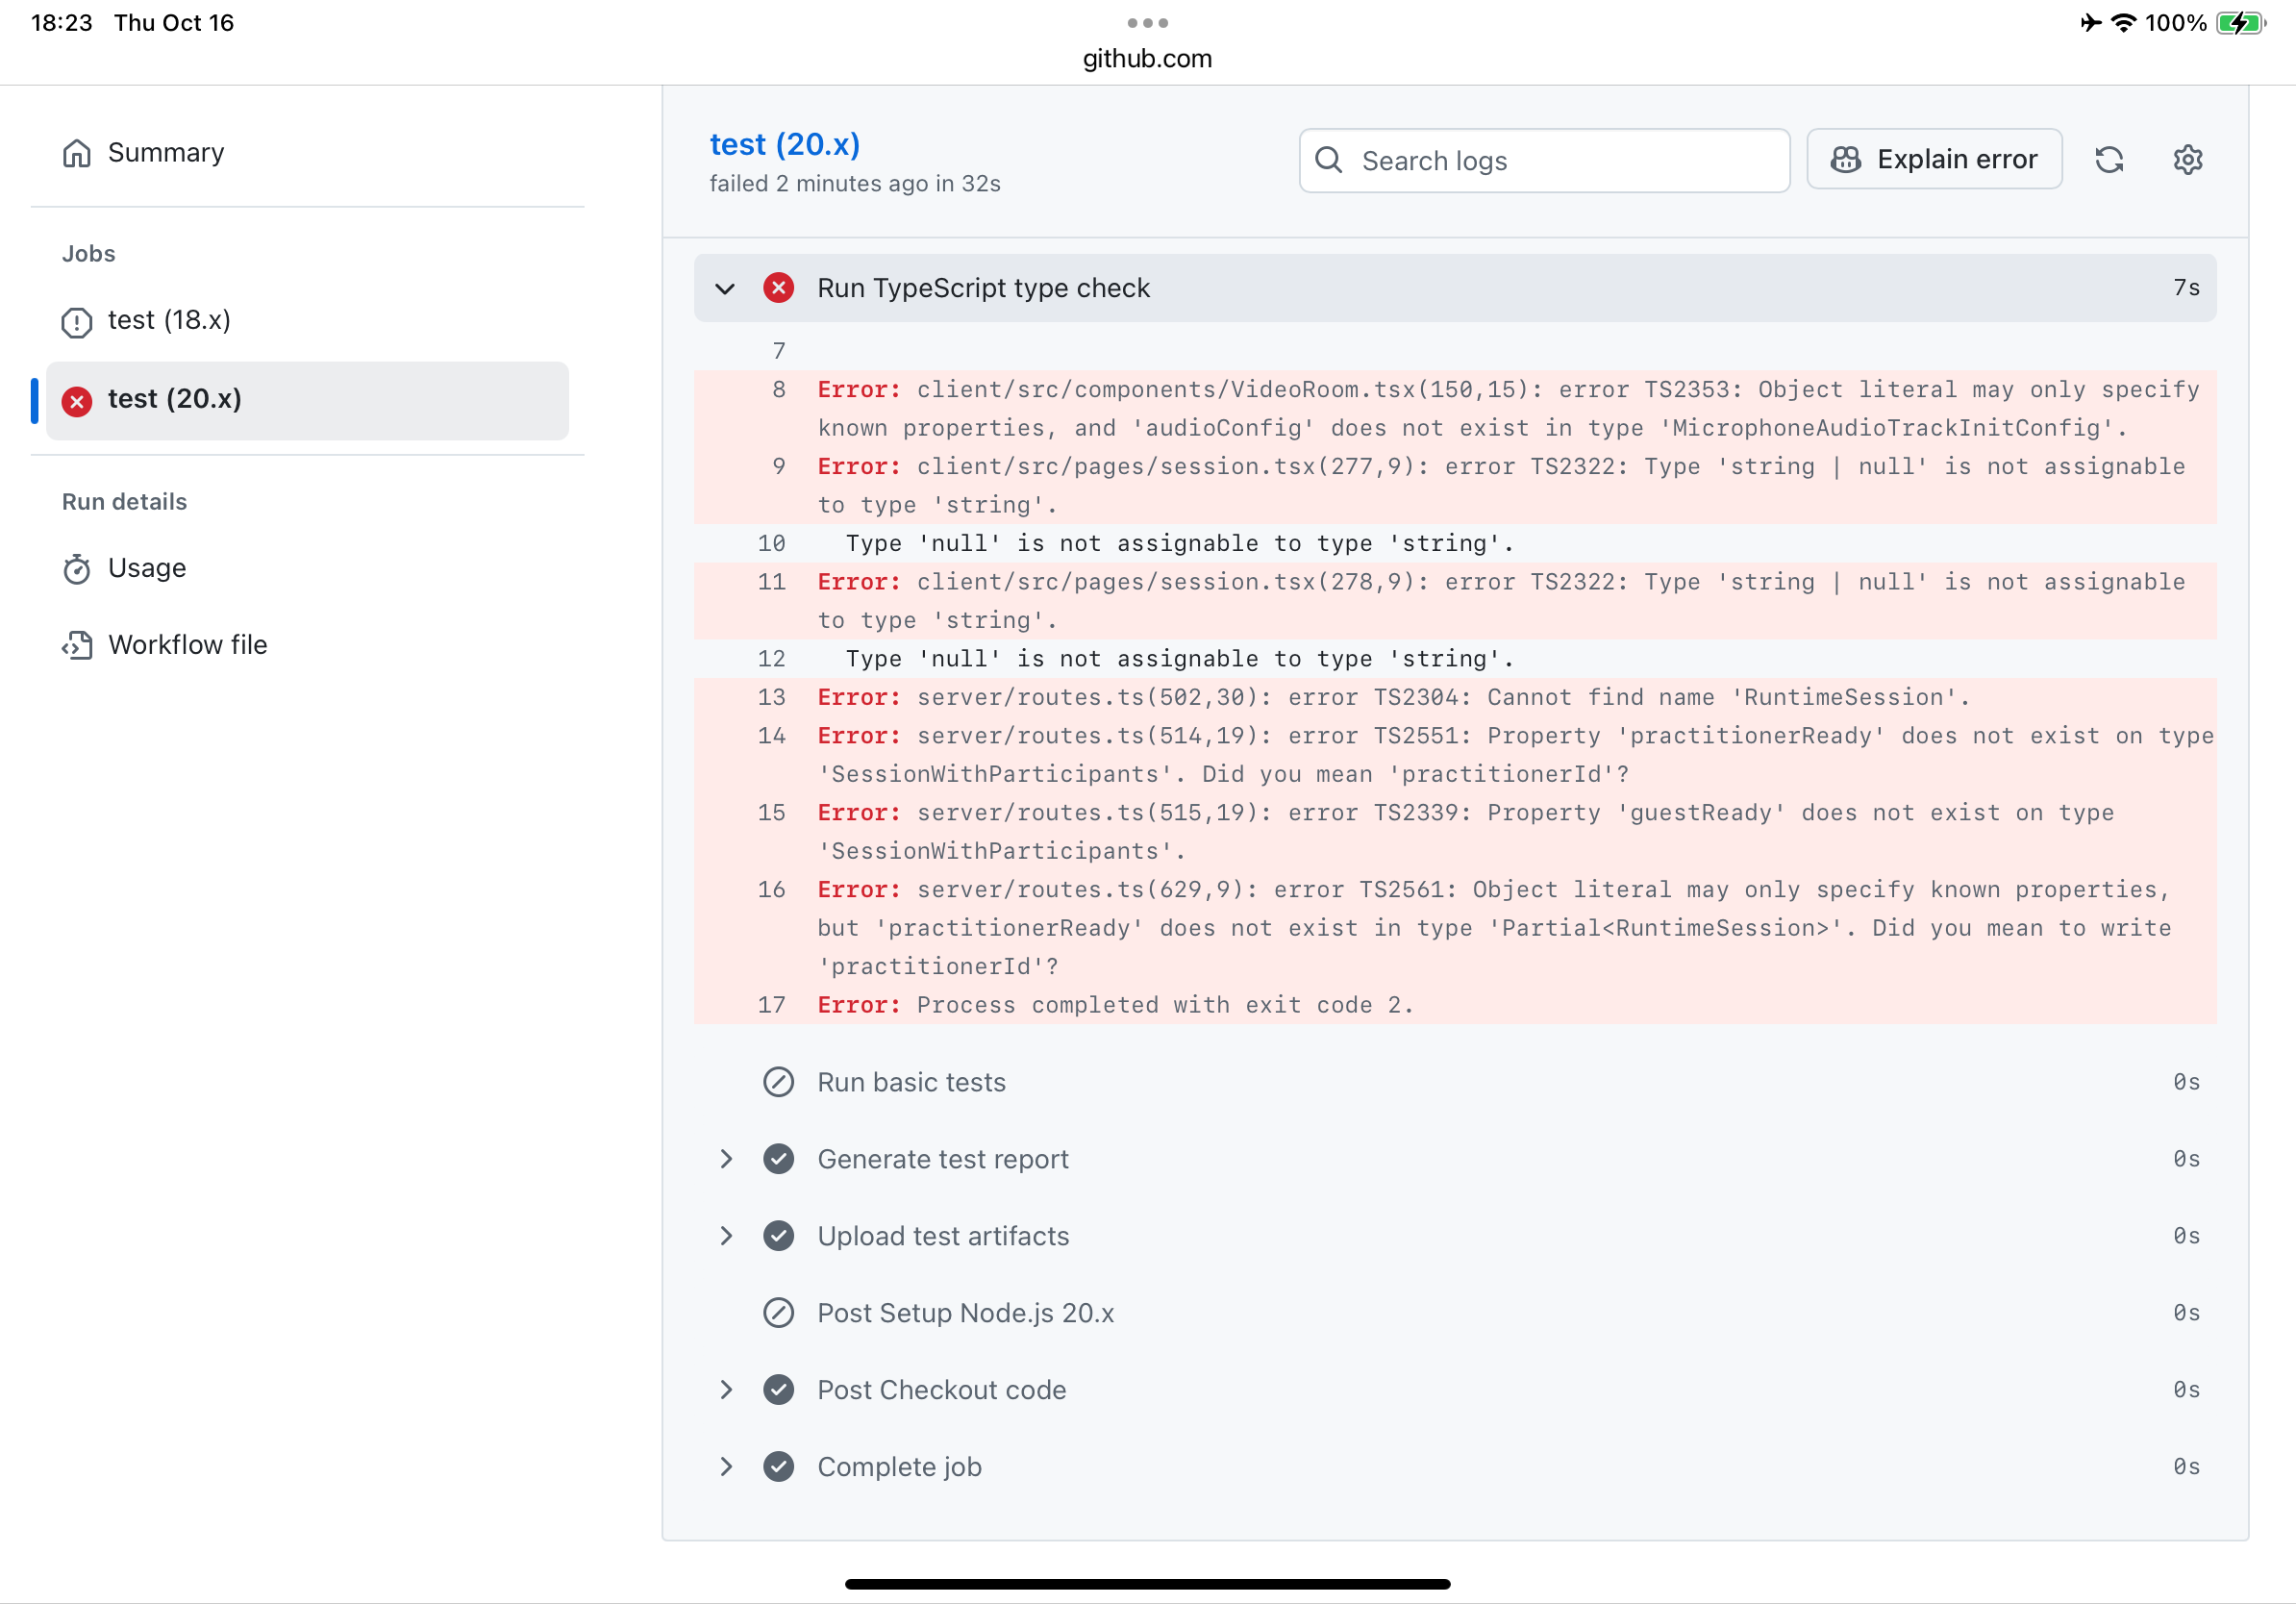 18:23 Thu Oct 16
100%
github.com
Summary
Jobs
test (18.x)
test (20.x)
Run details
Usage
Workflow file
test (20.x)
failed 2 minutes ago in 32s
Search logs
Explain error
Run TypeScript type check 7s
7
8 Error: client/src/components/VideoRoom.tsx(150,15): error TS2353: Object literal may only specify
known properties, and 'audioConfig' does not exist in type 'MicrophoneAudioTrackInitConfig'.
9 Error: client/src/pages/session.tsx(277,9): error TS2322: Type 'string | null' is not assignable
to type 'string'.
10 Type 'null' is not assignable to type 'string'.
11 Error: client/src/pages/session.tsx(278,9): error TS2322: Type 'string | null' is not assignable
to type 'string'.
12 Type 'null' is not assignable to type 'string'.
13 Error: server/routes.ts(502,30): error TS2304: Cannot find name 'RuntimeSession'.
14 Error: server/routes.ts(514,19): error TS2551: Property 'practitionerReady' does not exist on type
'SessionWithParticipants'. Did you mean 'practitionerId'?
15 Error: server/routes.ts(515,19): error TS2339: Property 'guestReady' does not exist on type
'SessionWithParticipants'.
16 Error: server/routes.ts(629,9): error TS2561: Object literal may only specify known properties,
but 'practitionerReady' does not exist in type 'Partial<RuntimeSession>'. Did you mean to write
'practitionerId'?
17 Error: Process completed with exit code 2.
Run basic tests 0s
Generate test report 0s
Upload test artifacts 0s
Post Setup Node.js 20.x 0s
Post Checkout code 0s
Complete job 0s